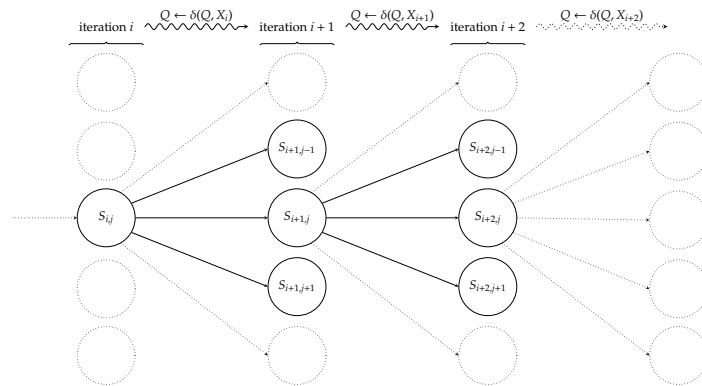 Q ← δ(Q, X_i) Q ← δ(Q, X_{i+1}) Q ← δ(Q, X_{i+2})
iteration i iteration i + 1 iteration i + 2
S_{i+1,j−1} S_{i+2,j−1}
S_{i,j} S_{i+1,j} S_{i+2,j}
S_{i+1,j+1} S_{i+2,j+1}